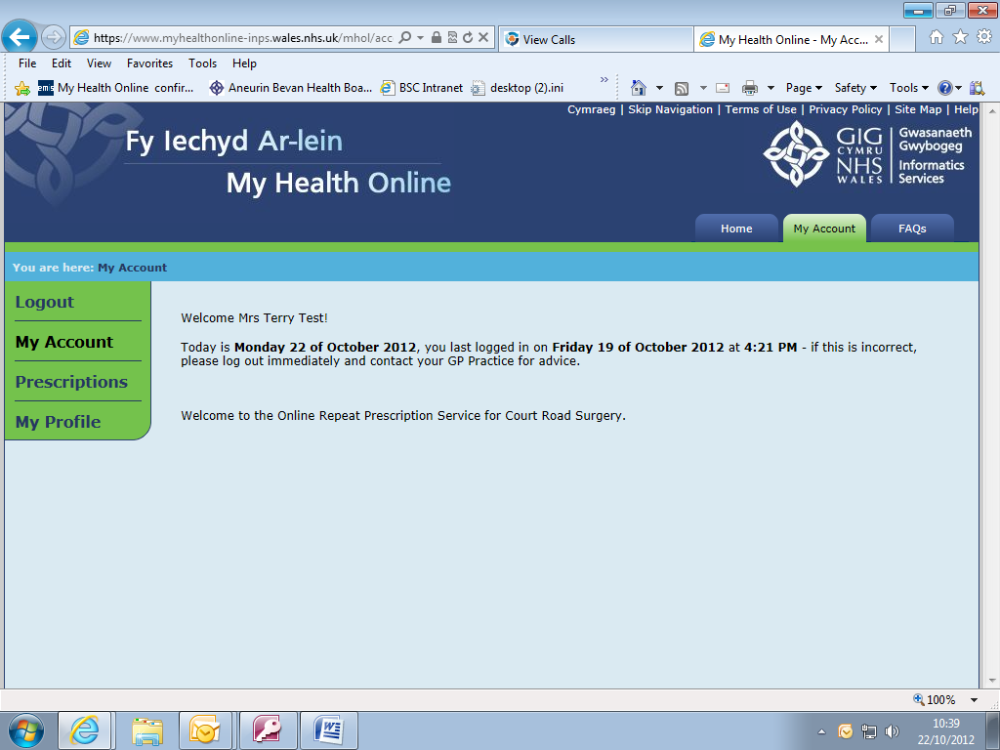 https://www.myhealthonline-inps.wales.nhs.uk/mhol/acc
View Calls
My Health Online - My Acc...
File Edit View Favorites Tools Help
My Health Online confir... Aneurin Bevan Health Boa... BSC Intranet desktop (2).ini » Page Safety Tools
Cymraeg | Skip Navigation | Terms of Use | Privacy Policy | Site Map | Help
Fy Iechyd Ar-lein
My Health Online
GIG
CYMRU
NHS
WALES
Gwasanaeth
Gwybogeg
Informatics
Services
Home My Account FAQs
You are here: My Account
Logout
My Account
Prescriptions
My Profile
Welcome Mrs Terry Test!
Today is Monday 22 of October 2012, you last logged in on Friday 19 of October 2012 at 4:21 PM - if this is incorrect,
please log out immediately and contact your GP Practice for advice.
Welcome to the Online Repeat Prescription Service for Court Road Surgery.
100%
10:39
22/10/2012